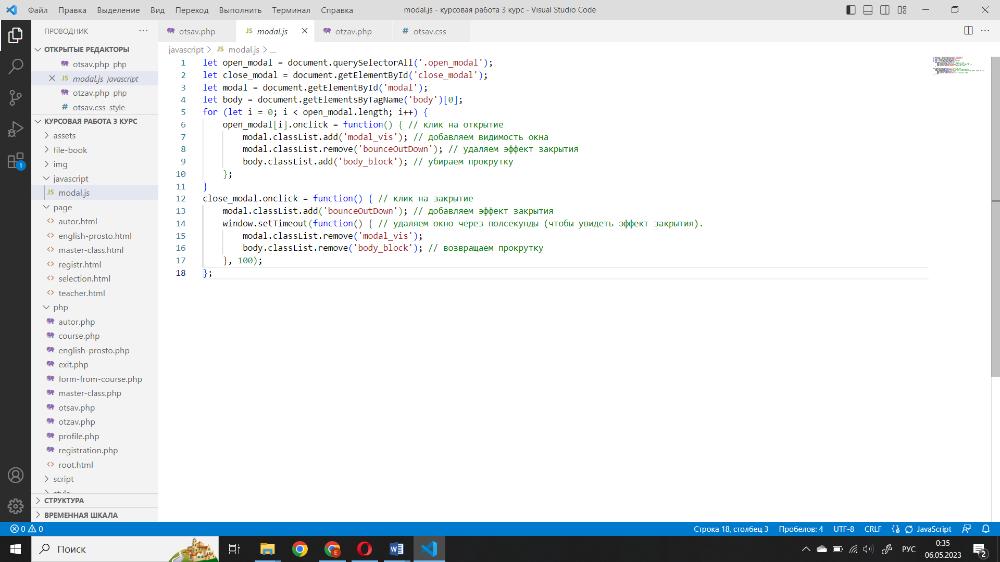 Файл Правка Выделение Вид Переход Выполнить Терминал Справка modal.js - курсовая работа 3 курс - Visual Studio Code
ПРОВОДНИК
ОТКРЫТЫЕ РЕДАКТОРЫ
otsav.php php
modal.js javascript
otzav.php php
otsav.css style
КУРСОВАЯ РАБОТА 3 КУРС
assets
file-book
img
javascript
JS modal.js
page
autor.html
english-prosto.html
master-class.html
registr.html
selection.html
teacher.html
php
autor.php
course.php
english-prosto.php
exit.php
form-from-course.php
master-class.php
otsav.php
otzav.php
profile.php
registration.php
root.html
script
style
СТРУКТУРА
ВРЕМЕННАЯ ШКАЛА
otsav.php JS modal.js otzav.php # otsav.css
javascript > JS modal.js > ...
1 let open_modal = document.querySelectorAll('.open_modal');
2 let close_modal = document.getElementById('close_modal');
3 let modal = document.getElementById('modal');
4 let body = document.getElementsByTagName('body')[0];
5 for (let i = 0; i < open_modal.length; i++) {
6 open_modal[i].onclick = function() { // клик на открытие
7 modal.classList.add('modal_vis'); // добавляем видимость окна
8 modal.classList.remove('bounceOutDown'); // удаляем эффект закрытия
9 body.classList.add('body_block'); // убираем прокрутку
10 };
11 }
12 close_modal.onclick = function() { // клик на закрытие
13 modal.classList.add('bounceOutDown'); // добавляем эффект закрытия
14 window.setTimeout(function() { // удаляем окно через полсекунды (чтобы увидеть эффект закрытия).
15 modal.classList.remove('modal_vis');
16 body.classList.remove('body_block'); // возвращаем прокрутку
17 }, 100);
18 };
0 0 Строка 18, столбец 3 Пробелов: 4 UTF-8 CRLF JavaScript
Поиск
РУС
0:35
06.05.2023
2
1